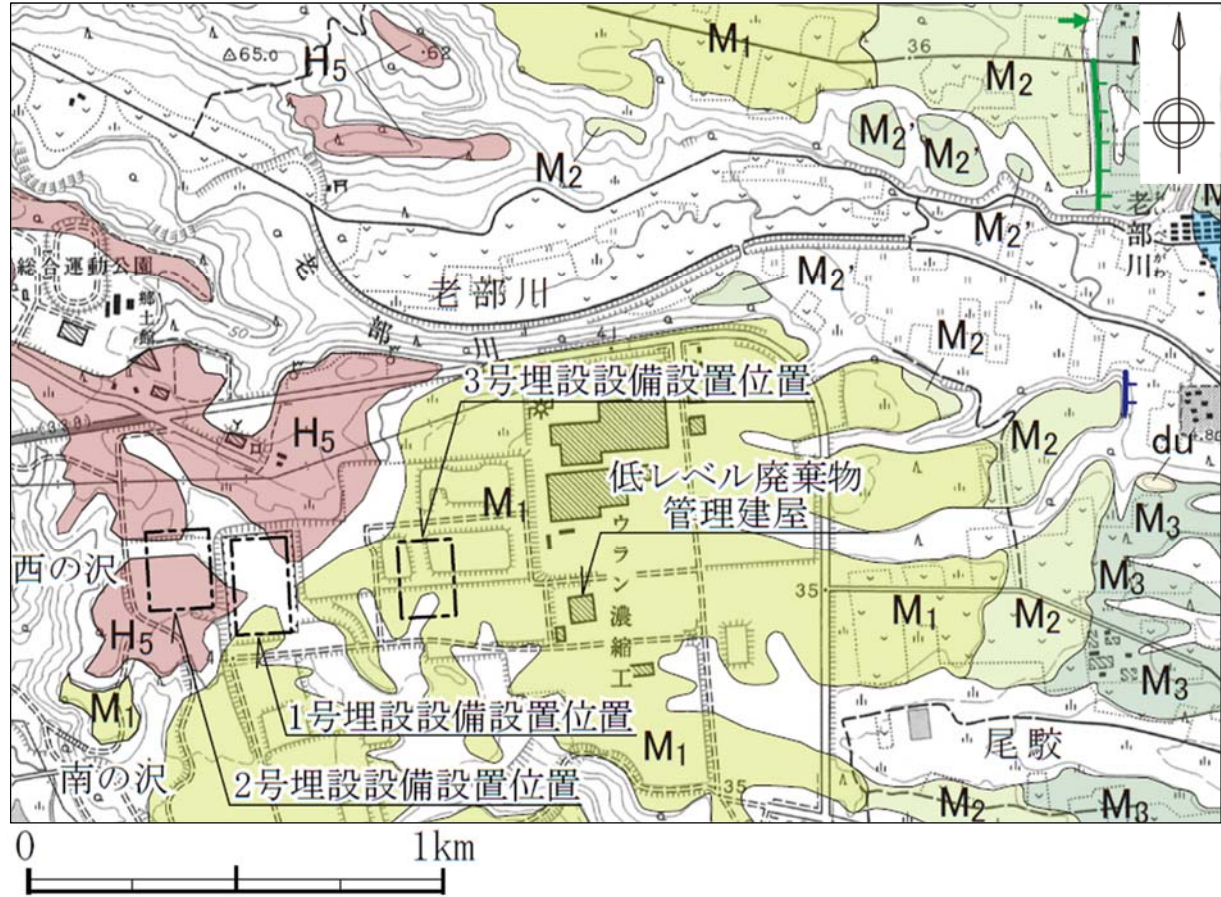 M₁
36
△65.0
H₅
・62
M₂
M₂
M₂'
M₂'
M₂'
老部川
総合運動公園
郷土館
50
老部川
老部川
41
M₂'
M₂
3号埋設設備設置位置
H₅
M₁
低レベル廃棄物
管理建屋
ウラン濃縮工
M₂
du
M₃
西の沢
35
M₃
H₅
M₁
M₂
M₃
M₁
1号埋設設備設置位置
M₁
尾駮
南の沢
2号埋設設備設置位置
35
M₂
M₃
0
1km